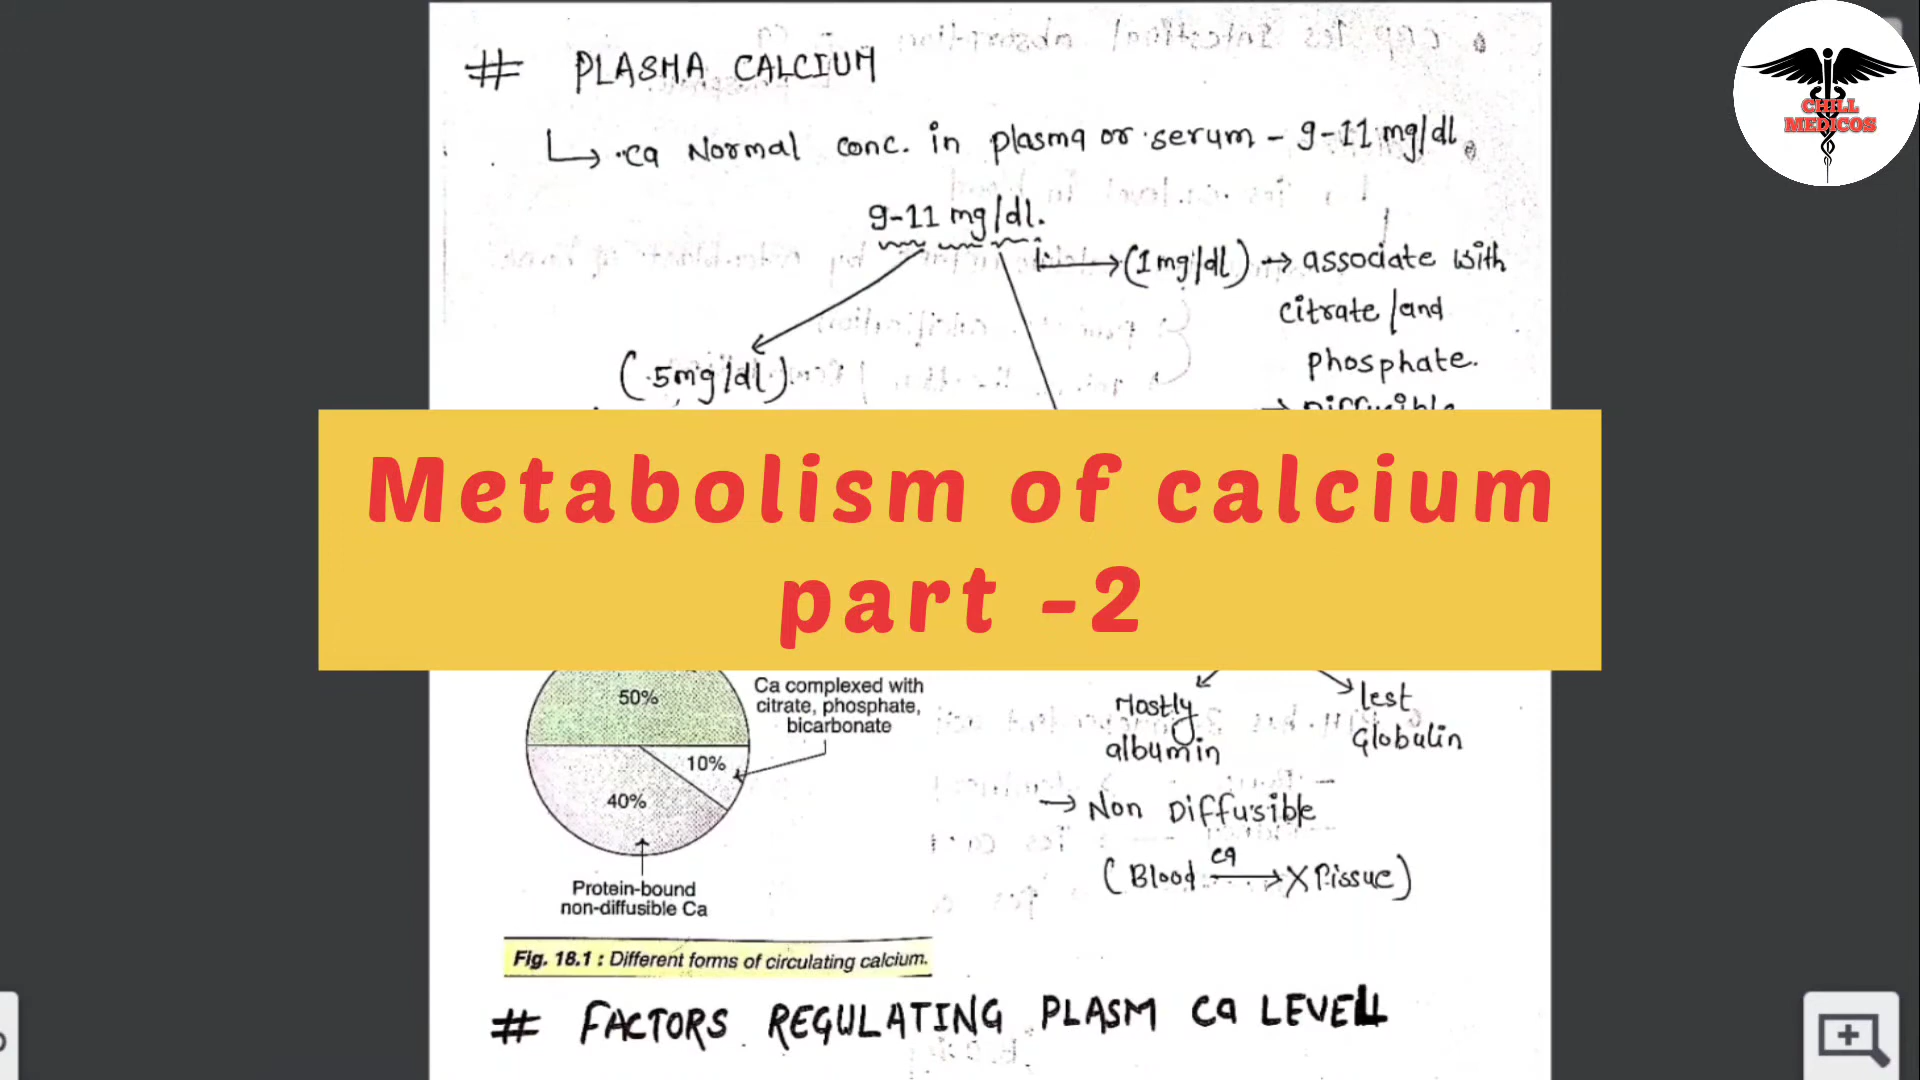 # PLASMA CALCIUM
CHILL
MEDICOS
↳ Ca Normal conc. in plasma or serum - 9-11 mg/dl.
9-11 mg/dl.
(1mg/dl) → associate with
citrate /and
phosphate.
(5mg/dl)
Metabolism of calcium
part -2
50%
Ca complexed with
citrate, phosphate,
bicarbonate
10%
40%
Protein-bound
non-diffusible Ca
Mostly
albumin
lest
Globulin
→ Non Diffusible
(Blood Ca → X Tissue)
Fig. 18.1 : Different forms of circulating calcium.
# FACTORS REGULATING PLASM Ca LEVELL